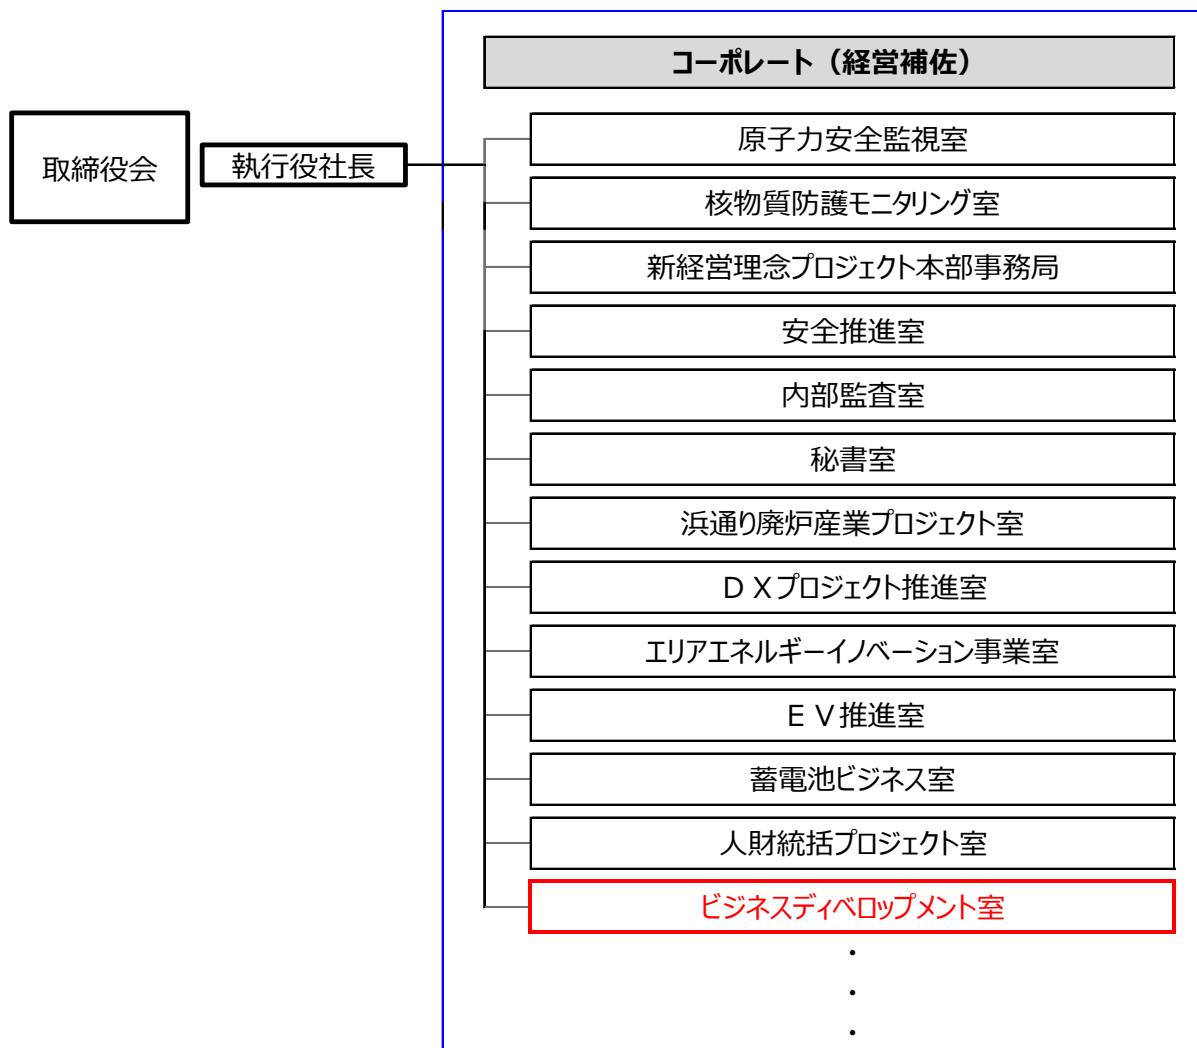 コーポレート（経営補佐）
取締役会
執行役社長
原子力安全監視室
核物質防護モニタリング室
新経営理念プロジェクト本部事務局
安全推進室
内部監査室
秘書室
浜通り廃炉産業プロジェクト室
ＤＸプロジェクト推進室
エリアエネルギーイノベーション事業室
ＥＶ推進室
蓄電池ビジネス室
人財統括プロジェクト室
ビジネスディベロップメント室
・
・
・